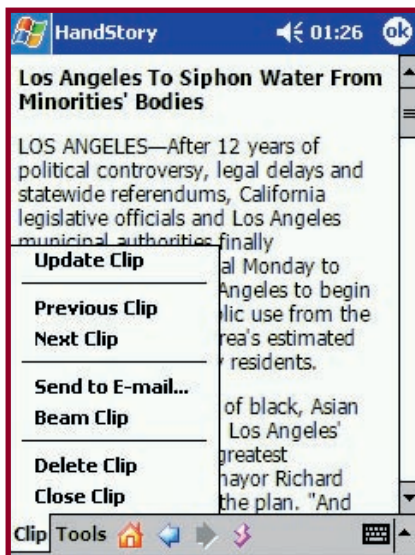 HandStory 01:26 ok
Los Angeles To Siphon Water From
Minorities' Bodies
LOS ANGELES—After 12 years of
political controversy, legal delays and
statewide referendums, California
legislative officials and Los Angeles
municipal authorities finally
al Monday to
Angeles to begin
lic use from the
rea's estimated
residents.
of black, Asian
Los Angeles'
greatest
mayor Richard
the plan. "And
Update Clip
Previous Clip
Next Clip
Send to E-mail...
Beam Clip
Delete Clip
Close Clip
Clip Tools